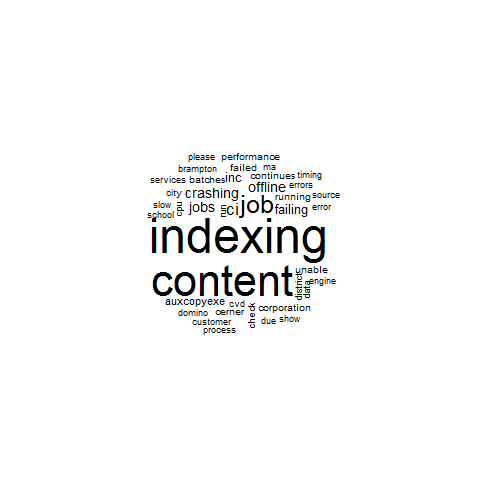 please performance
brampton failed ma
services batches inc continues timing
city crashing offline errors
slow cpu jobs run ci job running source
school failing error
indexing
content unable
district data engine
auxcopyexe cvd corporation
domino cerner check
customer due show
process